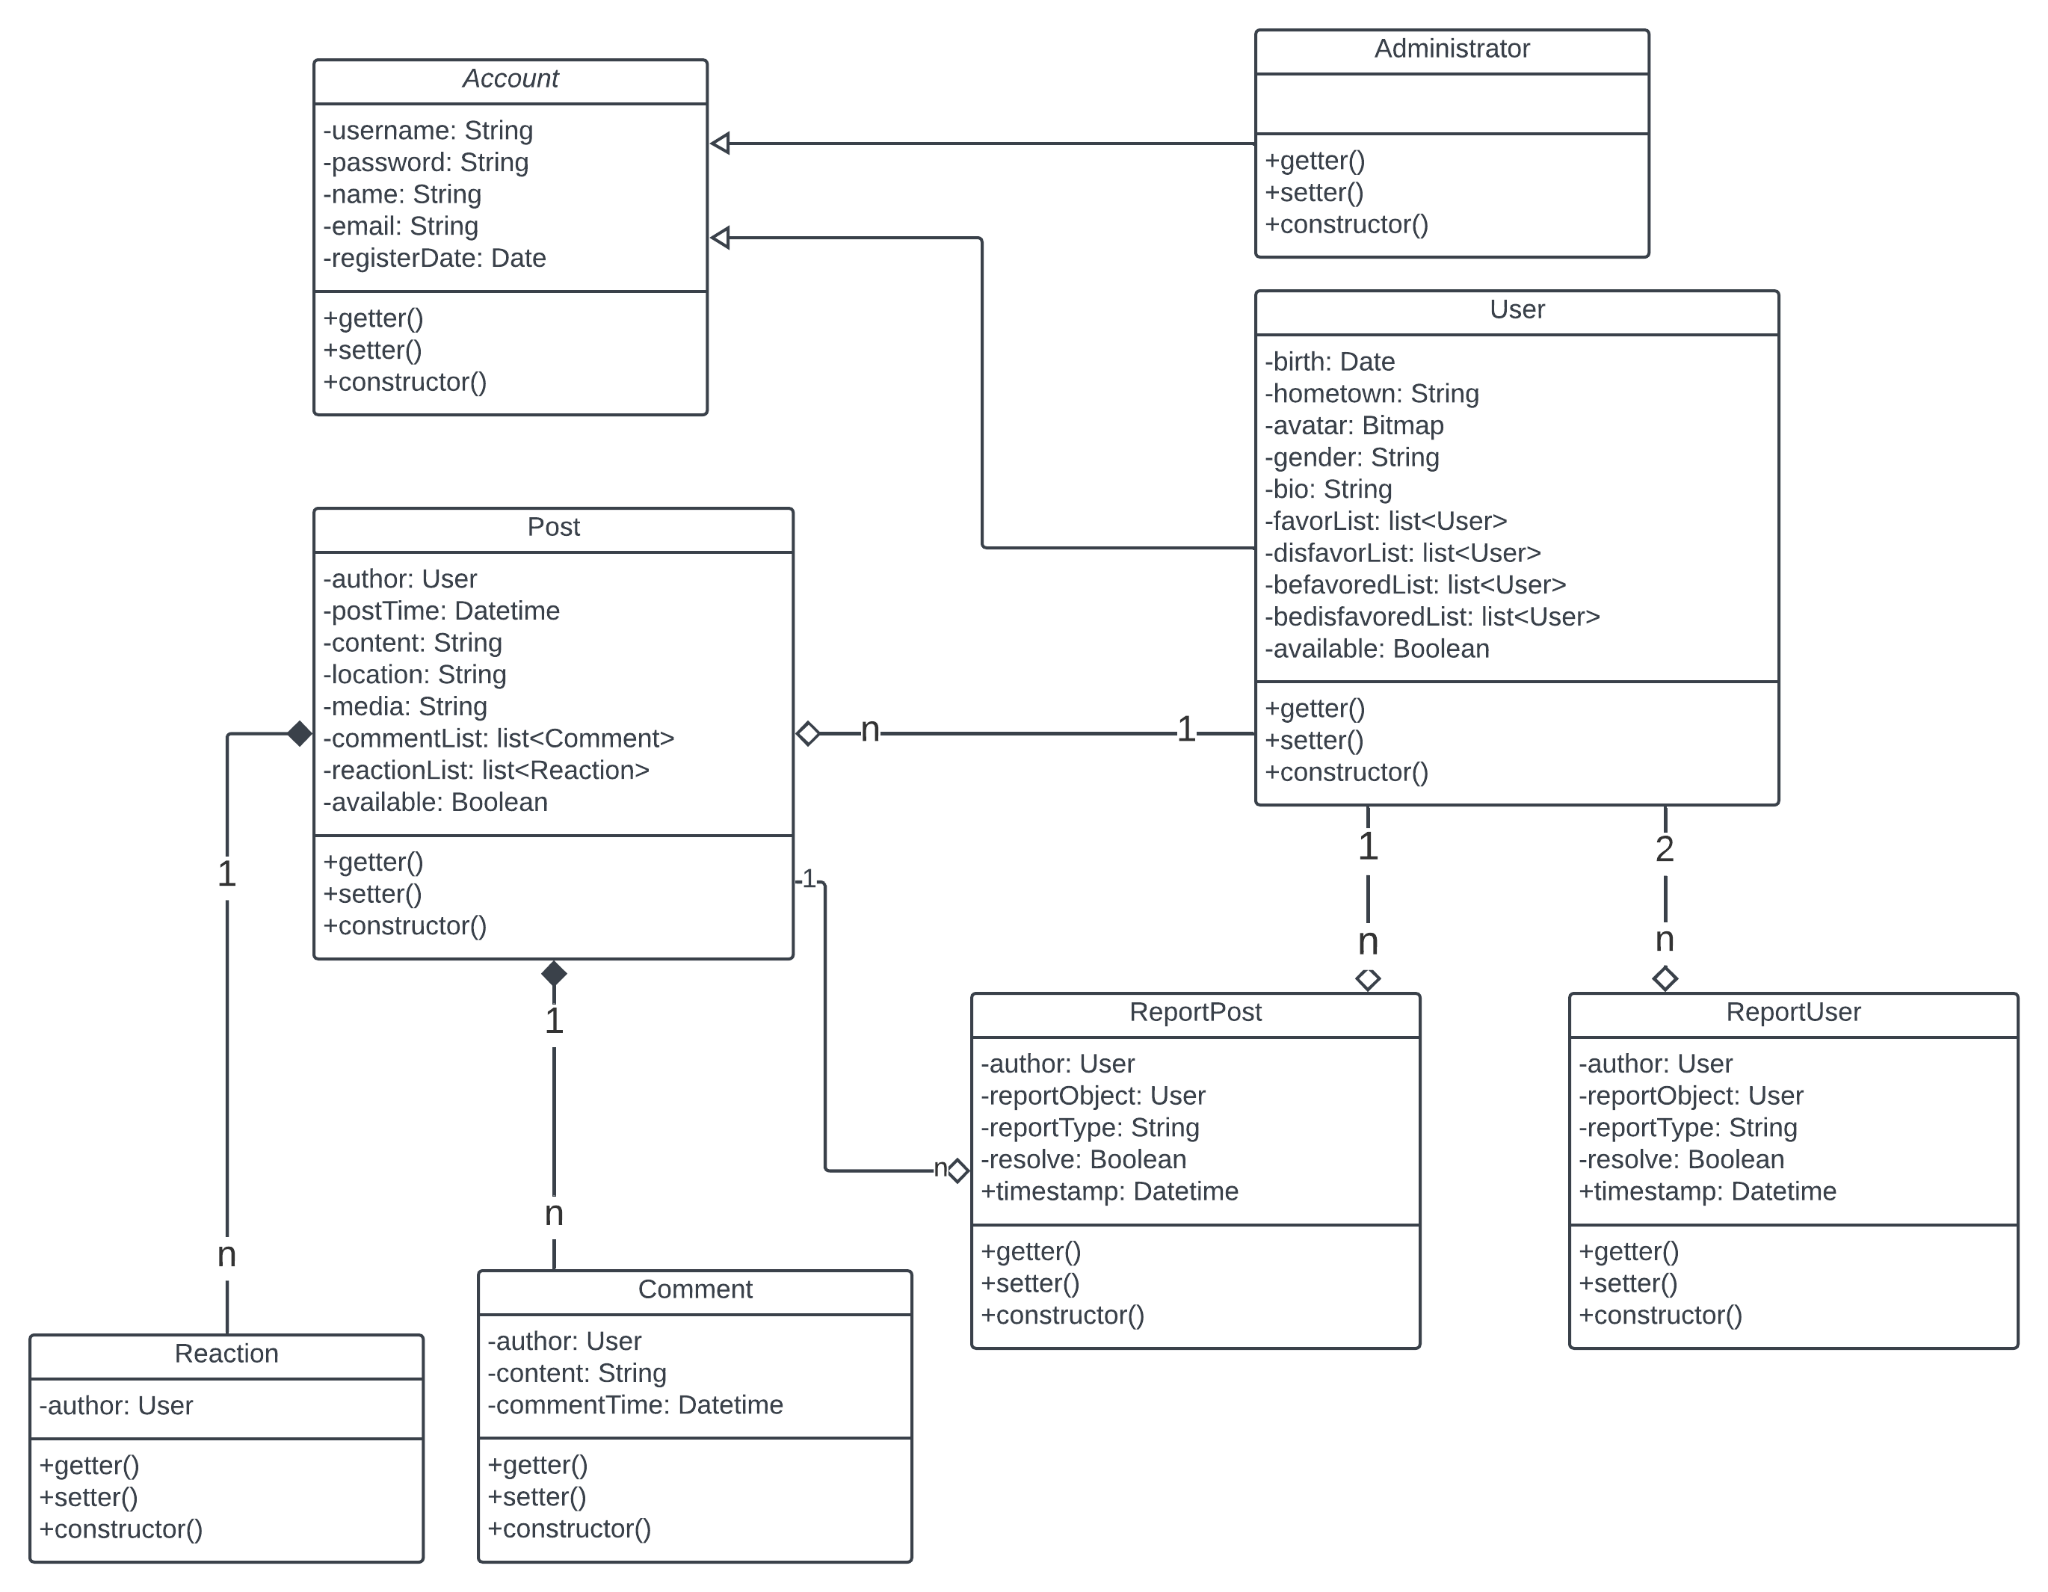 Account
-username: String
-password: String
-name: String
-email: String
-registerDate: Date
+getter()
+setter()
+constructor()
Administrator
+getter()
+setter()
+constructor()
User
-birth: Date
-hometown: String
-avatar: Bitmap
-gender: String
-bio: String
-favorList: list<User>
-disfavorList: list<User>
-befavoredList: list<User>
-bedisfavoredList: list<User>
-available: Boolean
+getter()
+setter()
+constructor()
Post
-author: User
-postTime: Datetime
-content: String
-location: String
-media: String
-commentList: list<Comment>
-reactionList: list<Reaction>
-available: Boolean
+getter()
+setter()
+constructor()
n
1
1
n
1
n
1
n
1
n
2
n
ReportPost
-author: User
-reportObject: User
-reportType: String
-resolve: Boolean
+timestamp: Datetime
+getter()
+setter()
+constructor()
ReportUser
-author: User
-reportObject: User
-reportType: String
-resolve: Boolean
+timestamp: Datetime
+getter()
+setter()
+constructor()
Comment
-author: User
-content: String
-commentTime: Datetime
+getter()
+setter()
+constructor()
Reaction
-author: User
+getter()
+setter()
+constructor()